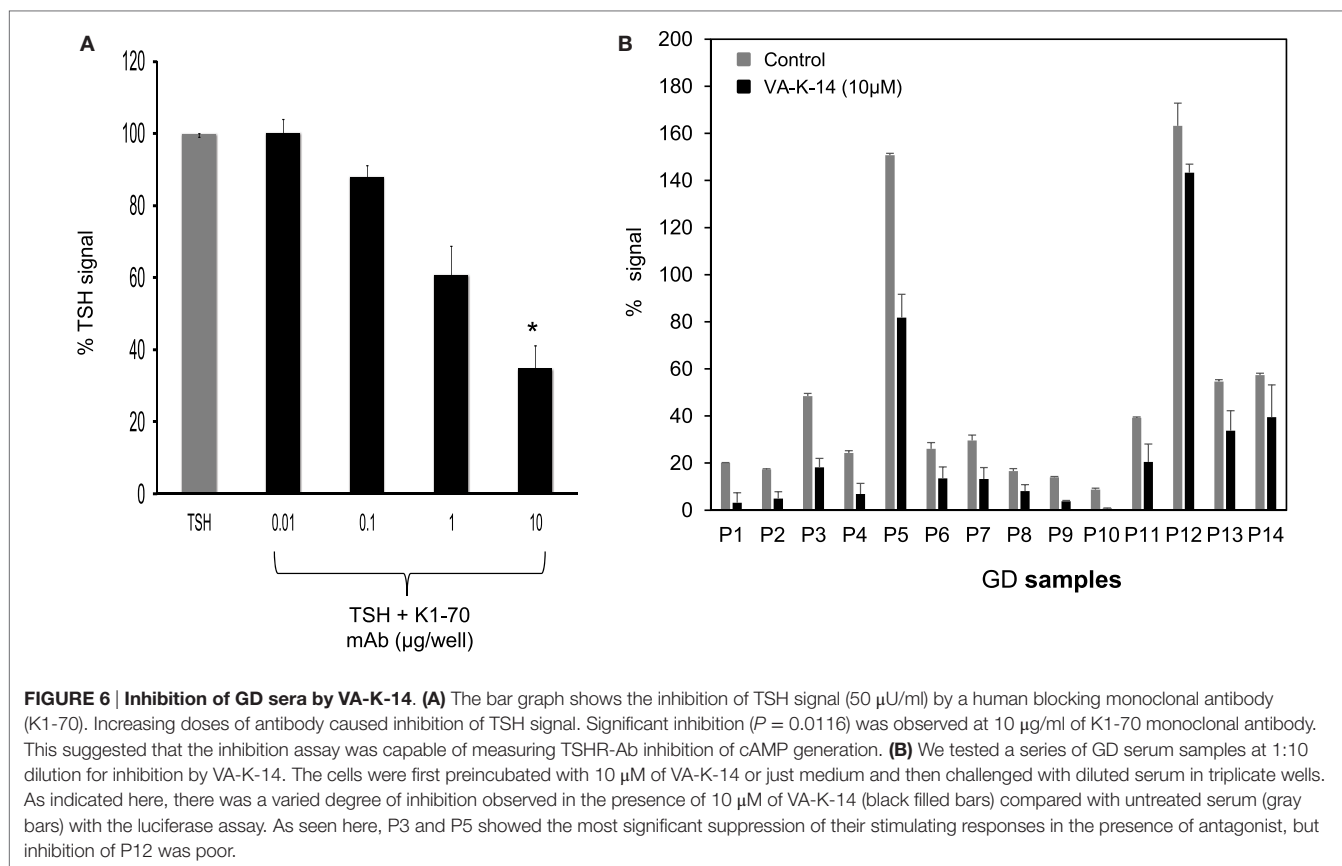 A
120
100
80
60
40
20
0
% TSH signal
*
TSH 0.01 0.1 1 10
TSH + K1-70
mAb (µg/well)
B
200
180
160
140
120
100
80
60
40
20
0
% signal
Control
VA-K-14 (10µM)
P1 P2 P3 P4 P5 P6 P7 P8 P9 P10 P11 P12 P13 P14
GD samples
FIGURE 6 | Inhibition of GD sera by VA-K-14. (A) The bar graph shows the inhibition of TSH signal (50 µU/ml) by a human blocking monoclonal antibody
(K1-70). Increasing doses of antibody caused inhibition of TSH signal. Significant inhibition (P = 0.0116) was observed at 10 µg/ml of K1-70 monoclonal antibody.
This suggested that the inhibition assay was capable of measuring TSHR-Ab inhibition of cAMP generation. (B) We tested a series of GD serum samples at 1:10
dilution for inhibition by VA-K-14. The cells were first preincubated with 10 µM of VA-K-14 or just medium and then challenged with diluted serum in triplicate wells.
As indicated here, there was a varied degree of inhibition observed in the presence of 10 µM of VA-K-14 (black filled bars) compared with untreated serum (gray
bars) with the luciferase assay. As seen here, P3 and P5 showed the most significant suppression of their stimulating responses in the presence of antagonist, but
inhibition of P12 was poor.